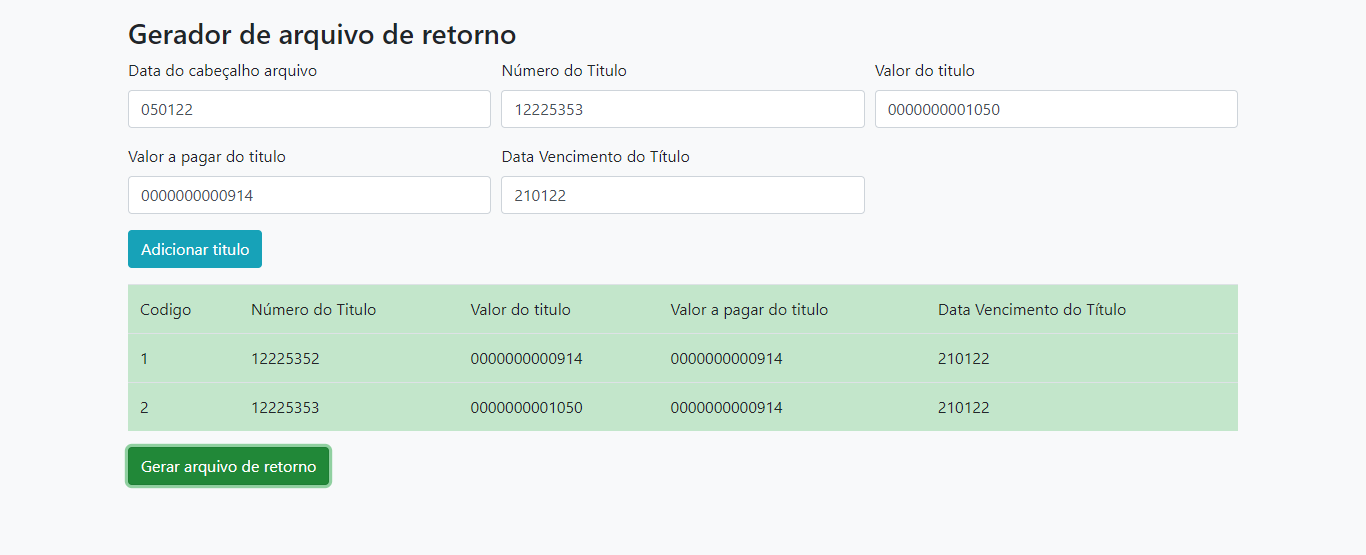 Gerador de arquivo de retorno
Data do cabeçalho arquivo Número do Titulo Valor do titulo
050122 12225353 0000000001050
Valor a pagar do titulo Data Vencimento do Título
0000000000914 210122
Adicionar titulo
Codigo Número do Titulo Valor do titulo Valor a pagar do titulo Data Vencimento do Título
1 12225352 0000000000914 0000000000914 210122
2 12225353 0000000001050 0000000000914 210122
Gerar arquivo de retorno